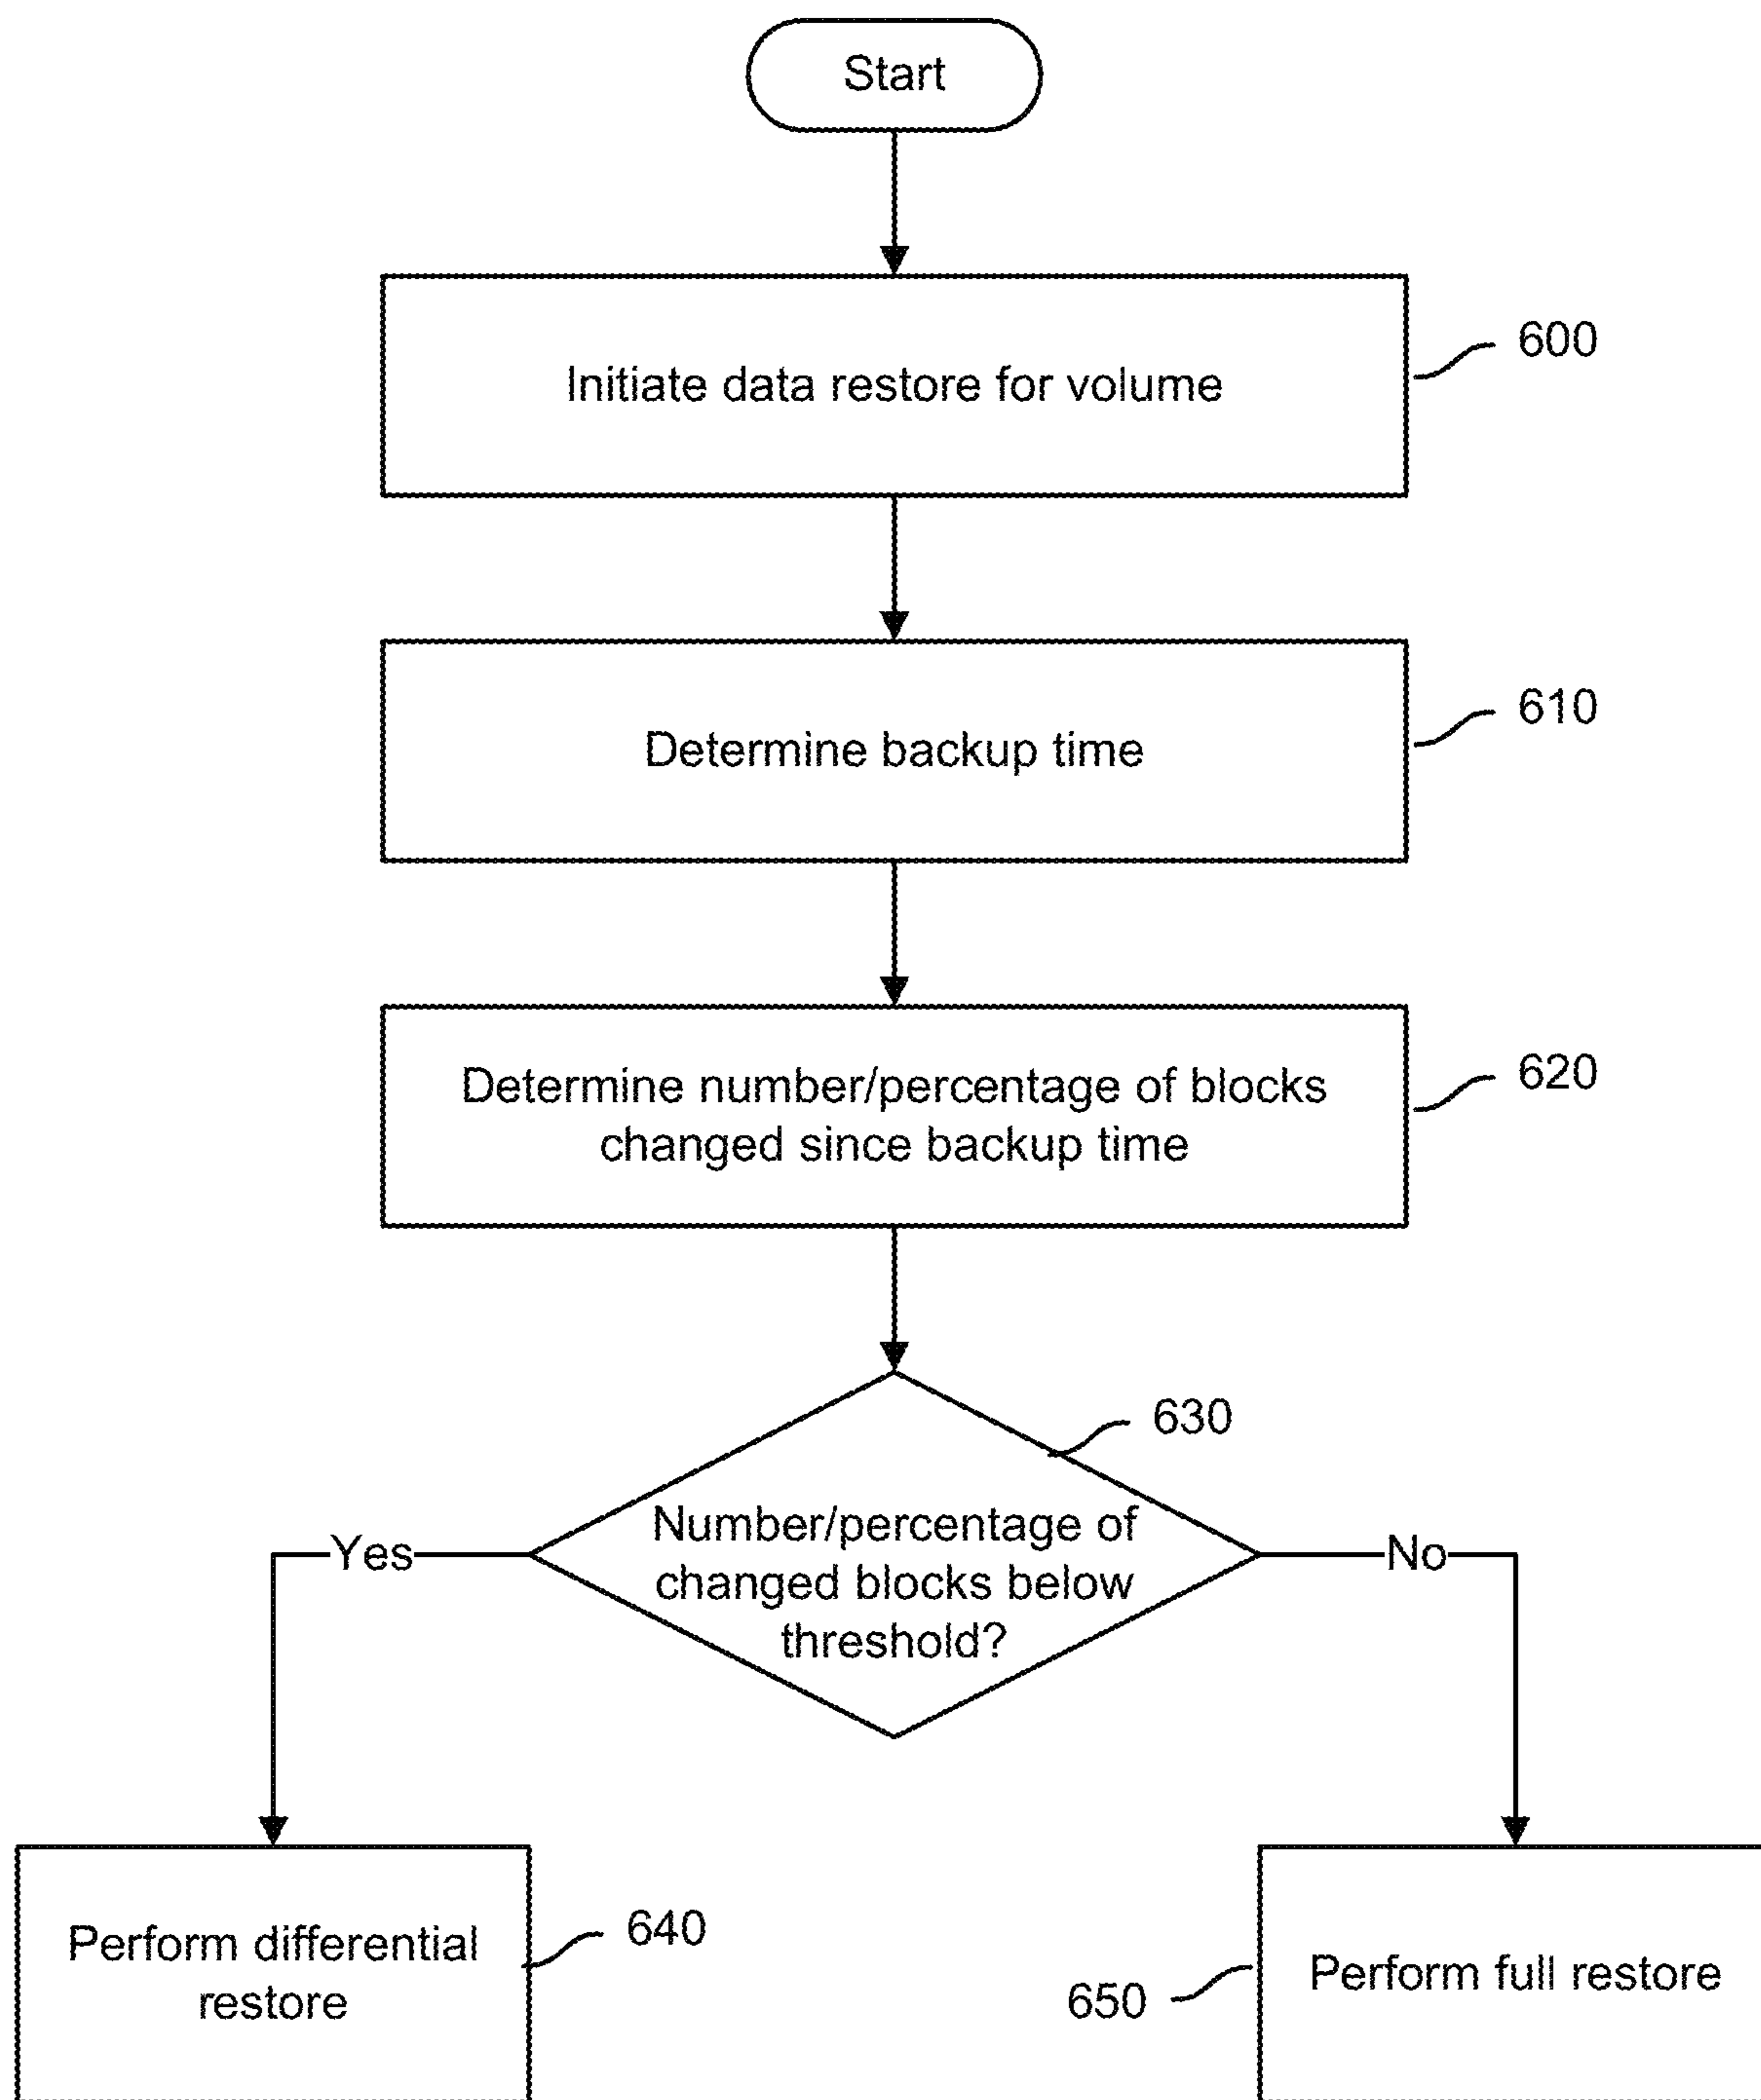 Start
Initiate data restore for volume
600
Determine backup time
610
Determine number/percentage of blocks
changed since backup time
620
630
Number/percentage of
changed blocks below
threshold?
Yes
No
Perform differential
restore
640
650
Perform full restore